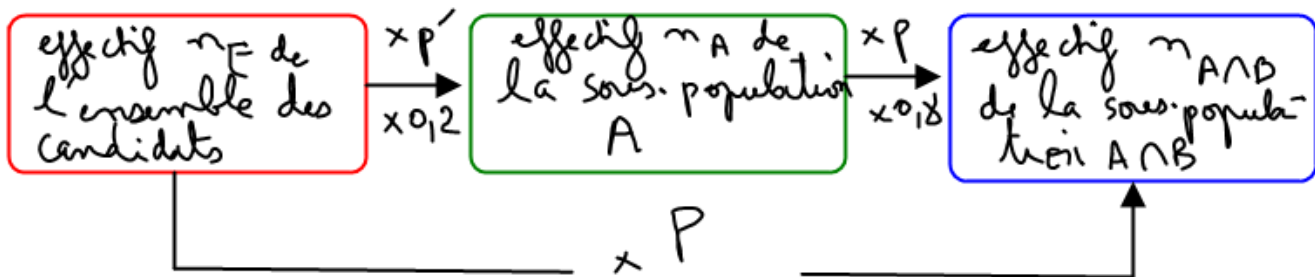 effectif n_E de
l'ensemble des
candidats
× p'
× 0,2
effectif n_A de
la sous-population
A
× p
× 0,8
effectif n_A∩B
de la sous-popula-
tion A∩B
× P